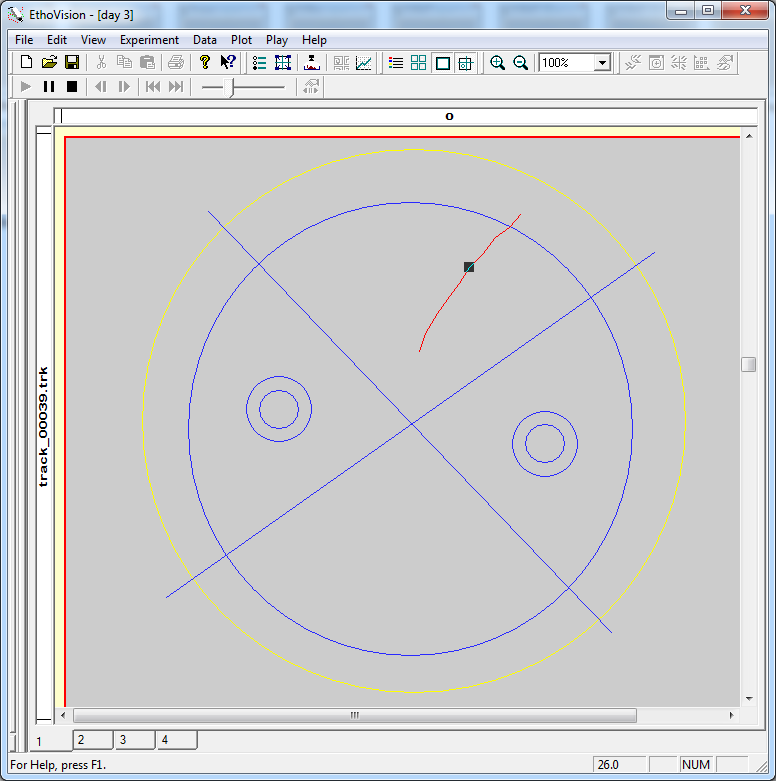 EthoVision - [day 3]
File Edit View Experiment Data Plot Play Help
100%
o
track_00039.trk
1 2 3 4
For Help, press F1.
26.0 NUM